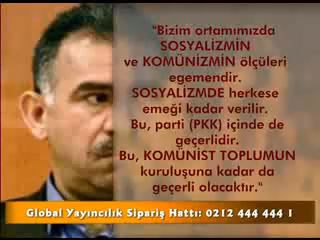 "Bizim ortamımızda
SOSYALİZMİN
ve KOMÜNİZMİN ölçüleri
egemendir.
SOSYALİZMDE herkese
emeği kadar verilir.
Bu, parti (PKK) içinde de
geçerlidir.
Bu, KOMÜNİST TOPLUMUN
kuruluşuna kadar da
geçerli olacaktır."
Global Yayıncılık Sipariş Hattı: 0212 444 444 1